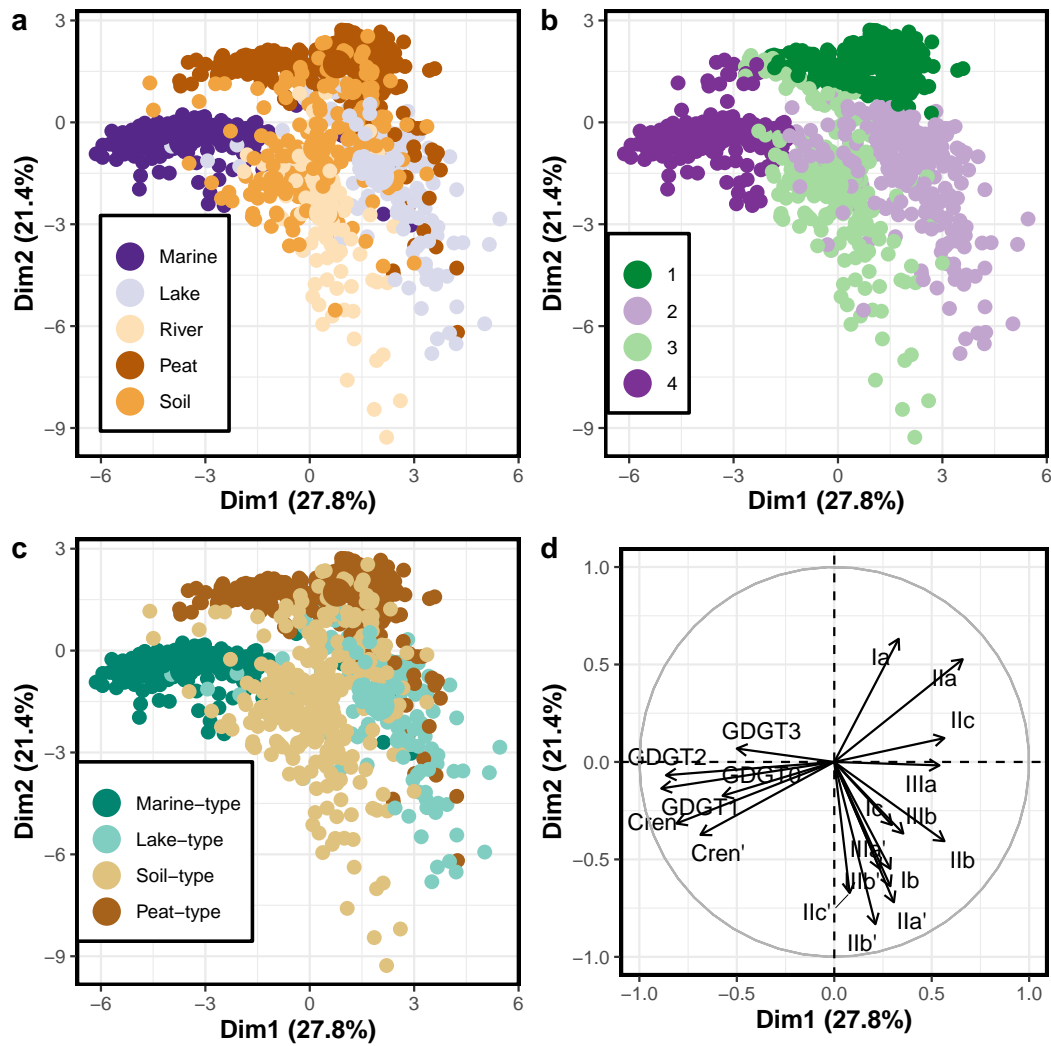 a
3
0
−3
−6
−9
Dim2 (21.4%)
Marine
Lake
River
Peat
Soil
−6
−3
0
3
6
Dim1 (27.8%)
b
3
0
−3
−6
−9
Dim2 (21.4%)
1
2
3
4
−6
−3
0
3
6
Dim1 (27.8%)
c
3
0
−3
−6
−9
Dim2 (21.4%)
Marine−type
Lake−type
Soil−type
Peat−type
−6
−3
0
3
6
Dim1 (27.8%)
d
1.0
0.5
0.0
−0.5
−1.0
Dim2 (21.4%)
Ia
IIa
IIc
GDGT3
GDGT2
GDGT0
IIIa
GDGT1
Ic
IIIb
Cren
Cren'
IIIa'
IIb
IIIb'
Ib
IIc'
IIa'
IIb'
−1.0
−0.5
0.0
0.5
1.0
Dim1 (27.8%)